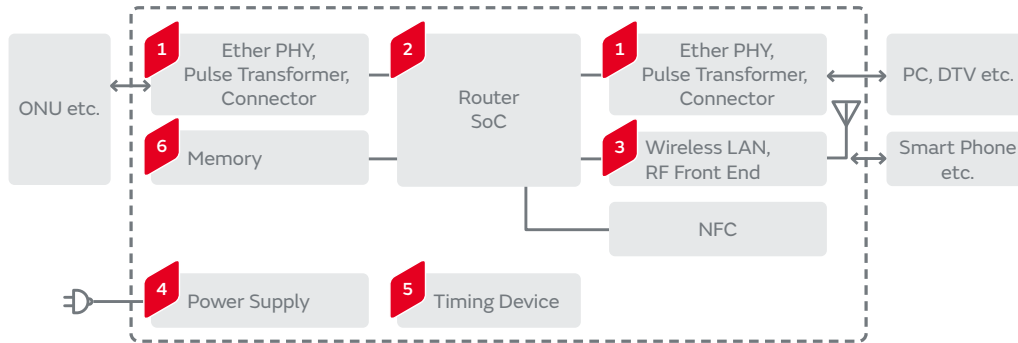 ONU etc.
1
Ether PHY,
Pulse Transformer,
Connector
6
Memory
2
Router
SoC
1
Ether PHY,
Pulse Transformer,
Connector
3
Wireless LAN,
RF Front End
NFC
PC, DTV etc.
Smart Phone
etc.
4
Power Supply
5
Timing Device